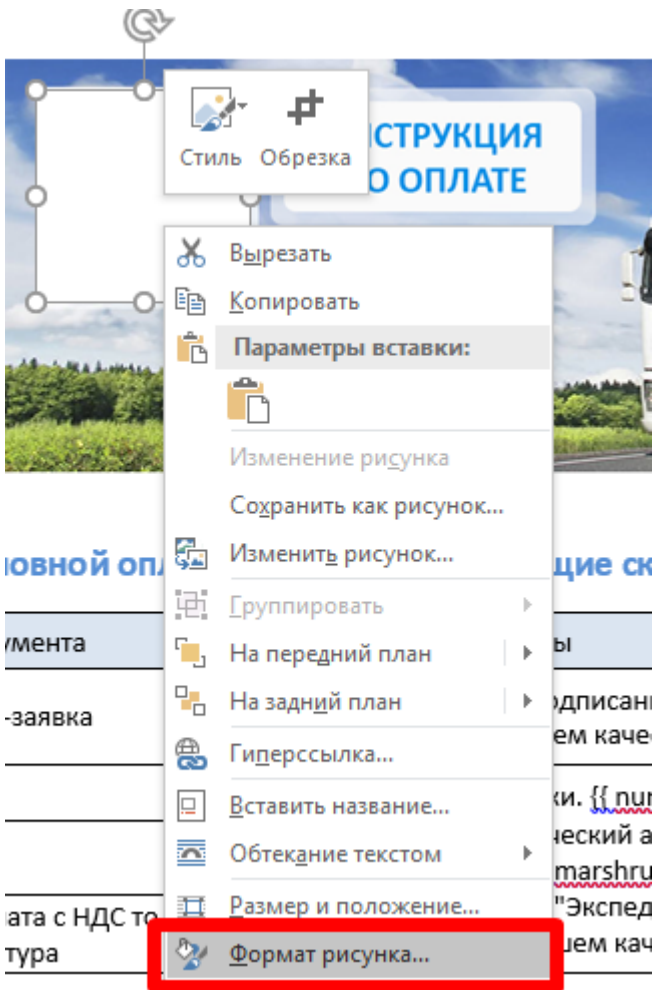 Стиль Обрезка
СТРУКЦИЯ
О ОПЛАТЕ
Вырезать
Копировать
Параметры вставки:
Изменение рисунка
Сохранить как рисунок...
Изменить рисунок...
Группировать
На передний план
На задний план
Гиперссылка...
Вставить название...
Обтекание текстом
Размер и положение...
Формат рисунка...
овной опл
щие ск
умента
ы
-заявка
одписан
ем каче
ки. {{ nur
ческий а
marshru
ата с НДС то
"Экспед
тура
ем кач